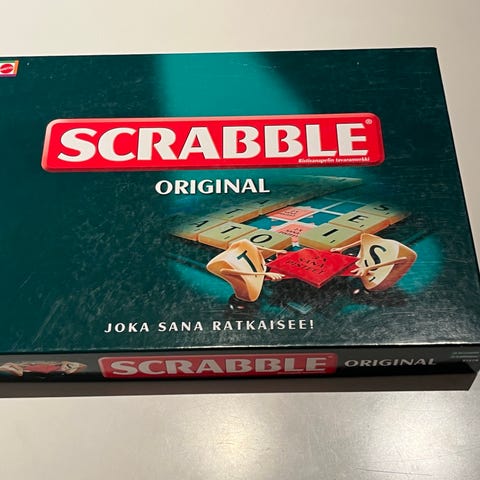 SCRABBLE®
Ristisanapelin tavaramerkki
ORIGINAL
JOKA SANA RATKAISEE!
SCRABBLE ORIGINAL